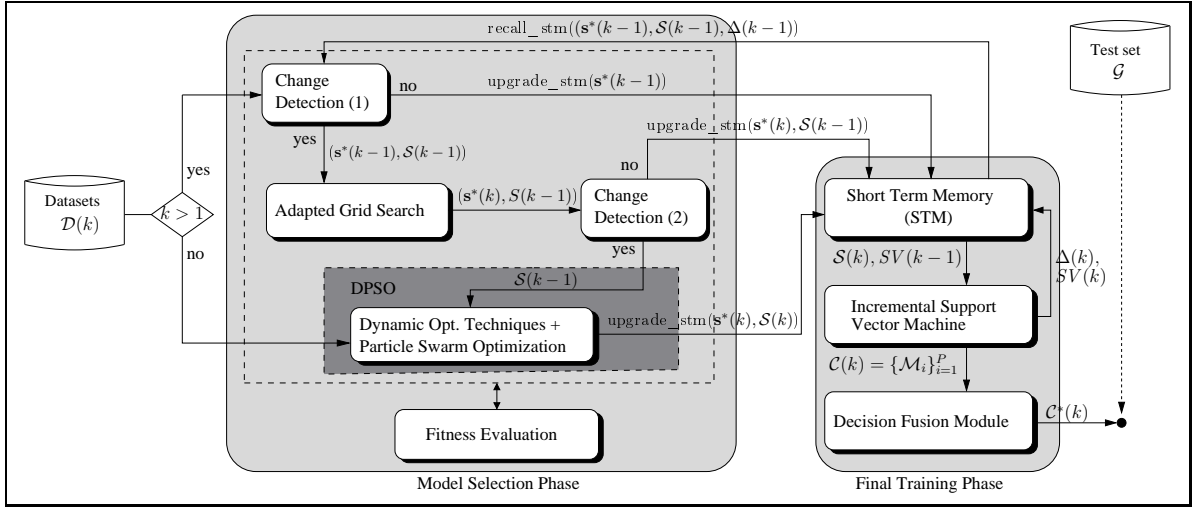 recall_stm((s*(k−1), S(k−1), Δ(k−1))
Test set
G
Change
Detection (1)
no
upgrade_stm(s*(k−1))
upgrade_stm(s*(k), S(k−1))
yes
(s*(k−1), S(k−1))
no
yes
Datasets
D(k)
k > 1
Adapted Grid Search
(s*(k), S(k−1))
Change
Detection (2)
Short Term Memory
(STM)
no
yes
S(k), SV(k−1)
Δ(k),
SV(k)
DPSO
S(k−1)
Dynamic Opt. Techniques +
Particle Swarm Optimization
upgrade_stm(s*(k), S(k))
Incremental Support
Vector Machine
C(k) = {M_i}_{i=1}^P
Fitness Evaluation
Decision Fusion Module
C*(k)
Model Selection Phase
Final Training Phase